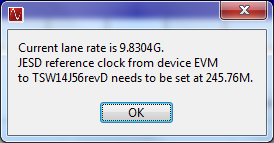 Current lane rate is 9.8304G.
JESD reference clock from device EVM
to TSW14J56revD needs to be set at 245.76M.
OK